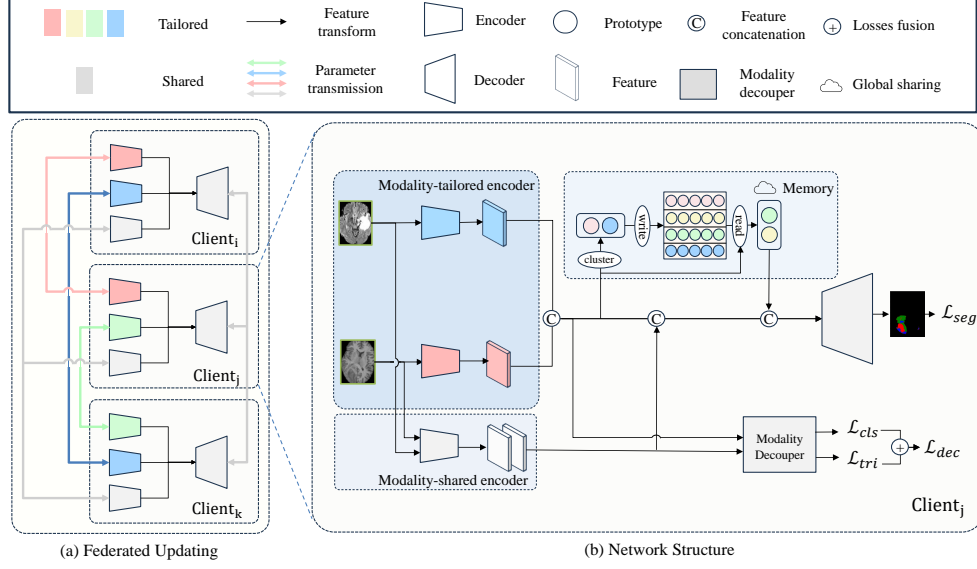 Tailored
Feature
transform
Encoder
Prototype
C
Feature
concatenation
+
Losses fusion
Shared
Parameter
transmission
Decoder
Feature
Modality
decouper
Global sharing
Client_i
Client_j
Client_k
(a) Federated Updating
Modality-tailored encoder
Memory
cluster
write
read
C
C
C
ℒ_seg
Modality-shared encoder
Modality
Decouper
ℒ_cls
ℒ_tri
+
ℒ_dec
Client_j
(b) Network Structure